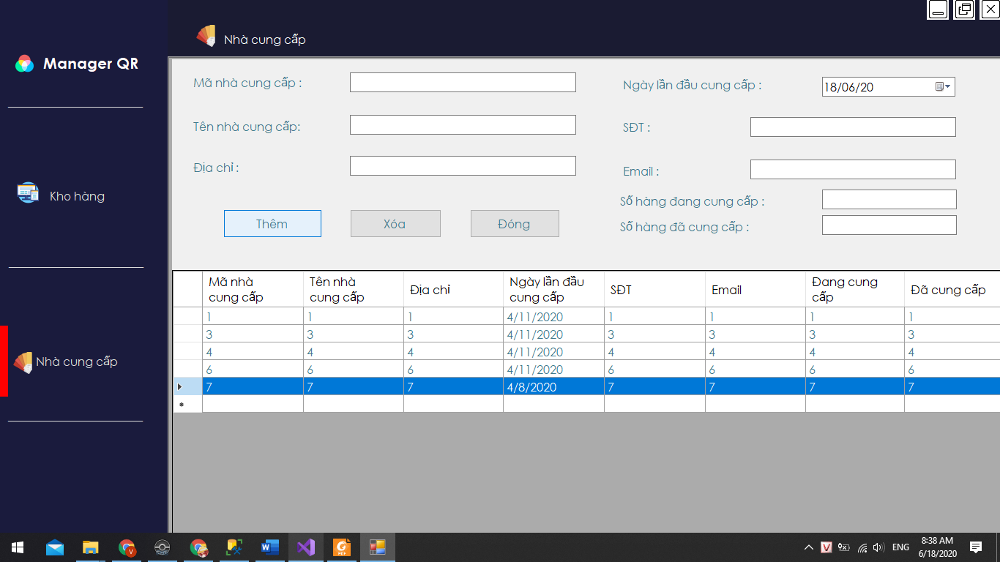 Nhà cung cấp
Manager QR
Kho hàng
Nhà cung cấp
Mã nhà cung cấp :
Tên nhà cung cấp:
Địa chỉ :
Ngày lần đầu cung cấp :
18/06/20
SĐT :
Email :
Số hàng đang cung cấp :
Số hàng đã cung cấp :
Thêm Xóa Đóng
Mã nhà cung cấp Tên nhà cung cấp Địa chỉ Ngày lần đầu cung cấp SĐT Email Đang cung cấp Đã cung cấp
1 1 1 4/11/2020 1 1 1 1
3 3 3 4/11/2020 3 3 3 3
4 4 4 4/11/2020 4 4 4 4
6 6 6 4/11/2020 6 6 6 6
7 7 7 4/8/2020 7 7 7 7
ENG
8:38 AM
6/18/2020